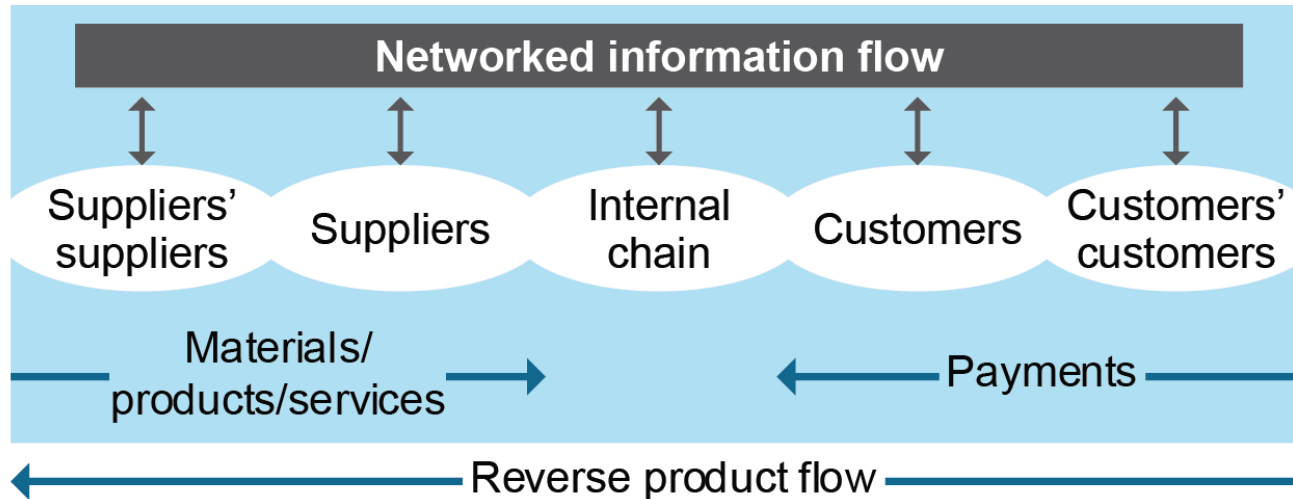 Networked information flow
Suppliers’
suppliers
Suppliers
Internal
chain
Customers
Customers’
customers
Materials/
products/services
Payments
Reverse product flow